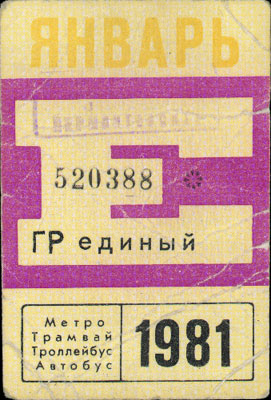 ЯНВАРЬ
520388
ГР единый
Метро
Трамвай
Троллейбус
Автобус
1981